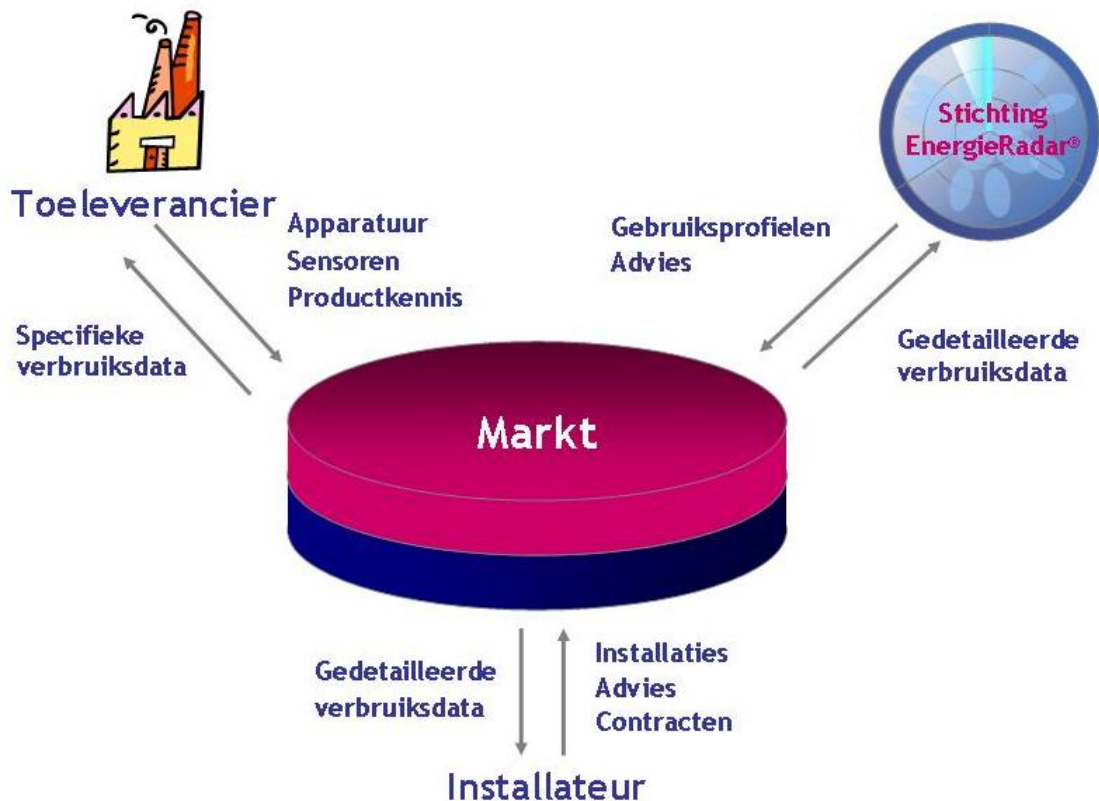 Stichting
EnergieRadar®
Toeleverancier
Apparatuur
Sensoren
Productkennis
Gebruiksprofielen
Advies
Specifieke
verbruiksdata
Gedetailleerde
verbruiksdata
Markt
Gedetailleerde
verbruiksdata
Installaties
Advies
Contracten
Installateur